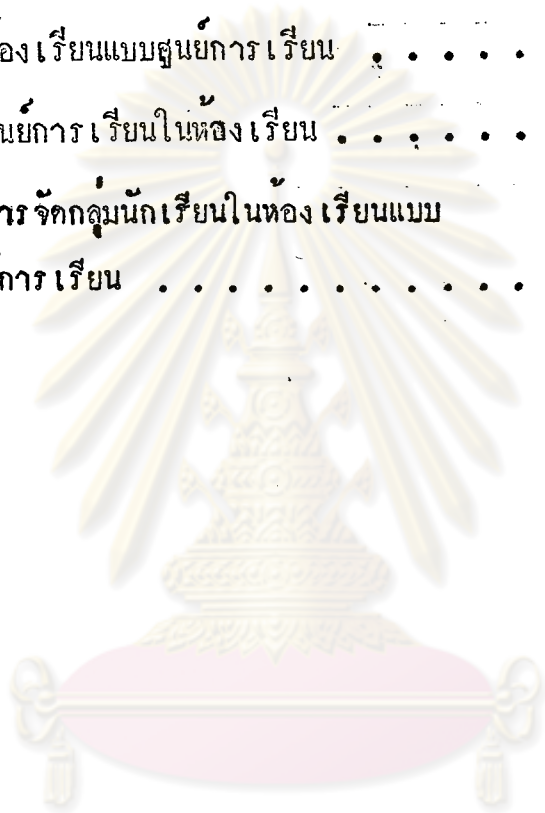 อง เรียนแบบศูนย์การ เรียน . . . . .
นย์การ เรียนในห้อง เรียน . . . . . .
าร จัดกลุ่มนัก เรียนในห้อง เรียนแบบ
การ เรียน . . . . . . . . . . .